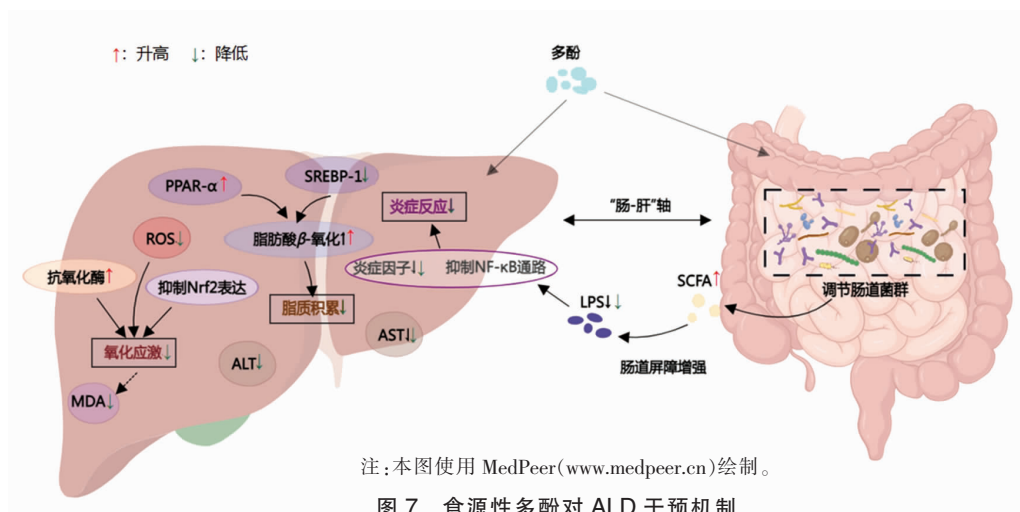 ↑：升高 ↓：降低
多酚
PPAR-α↑
SREBP-1↓
炎症反应↓
"肠-肝"轴
ROS↓
脂肪酸β-氧化1↑
抗氧化酶↑
抑制Nrf2表达
炎症因子↓↓ 抑制NF-κB通路
SCFA↑
调节肠道菌群
脂质积累↓
LPS↓↓
AST↓↓
氧化应激↓
ALT↓
肠道屏障增强
MDA↓
注：本图使用 MedPeer(www.medpeer.cn)绘制。
图 7 食源性多酚对 ALD 干预机制